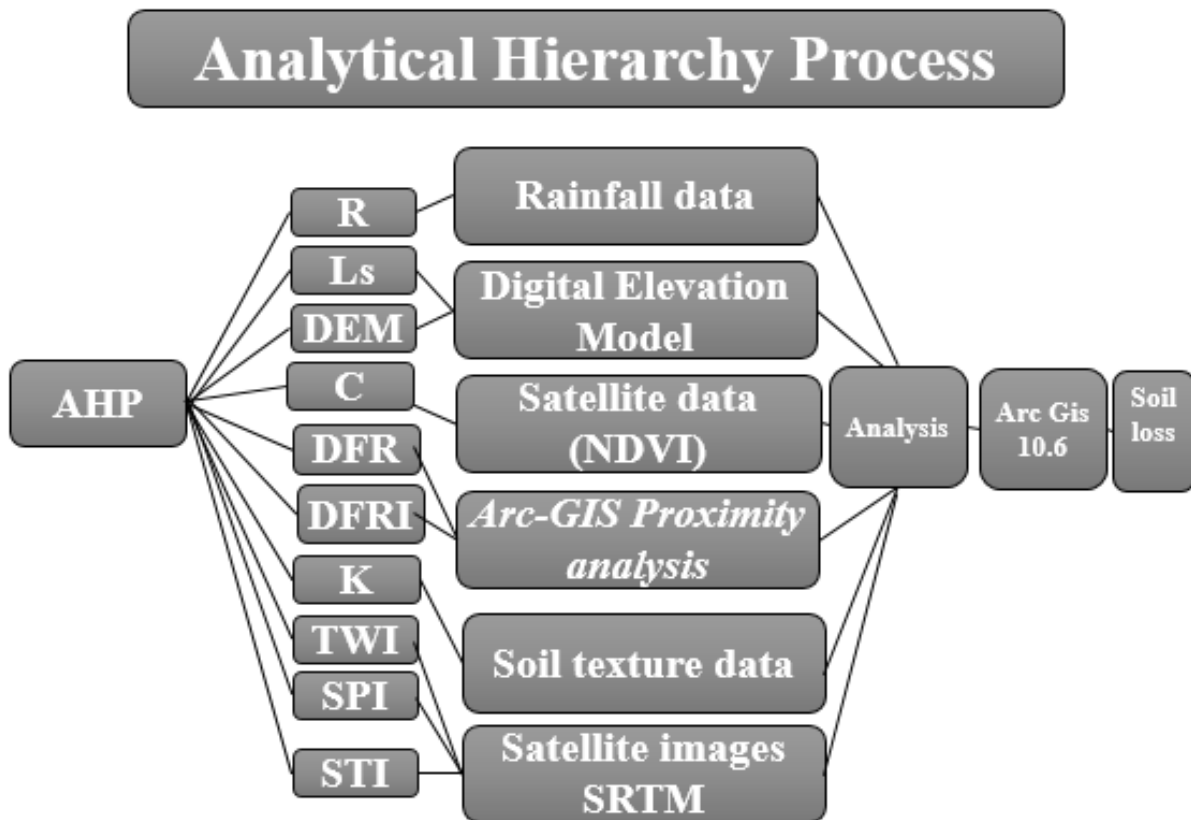 Analytical Hierarchy Process
AHP
R
Ls
DEM
C
DFR
DFRI
K
TWI
SPI
STI
Rainfall data
Digital Elevation
Model
Satellite data
(NDVI)
Arc-GIS Proximity
analysis
Soil texture data
Satellite images
SRTM
Analysis
Arc Gis
10.6
Soil
loss